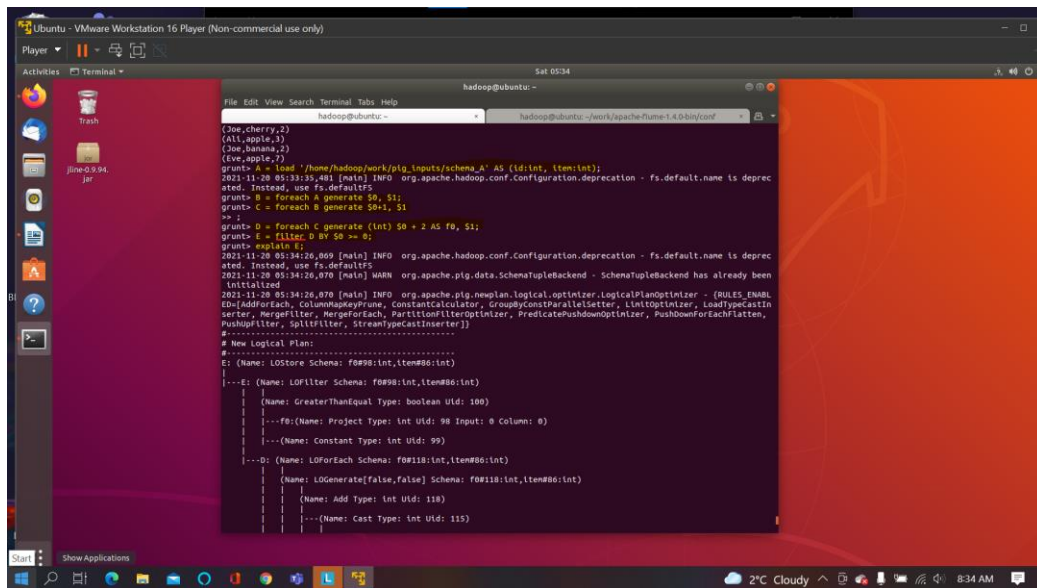 Ubuntu - VMware Workstation 16 Player (Non-commercial use only)
Player
Activities Terminal Sat 05:34
hadoop@ubuntu: ~
File Edit View Search Terminal Tabs Help
hadoop@ubuntu: ~ hadoop@ubuntu: ~/work/apache-flume-1.4.0-bin/conf
Trash
jline-0.9.94.
jar
(Joe,cherry,2)
(Ali,apple,3)
(Joe,banana,2)
(Eve,apple,7)
grunt> A = load '/home/hadoop/work/pig_inputs/schema_A' AS (id:int, item:int);
2021-11-20 05:33:35,481 [main] INFO org.apache.hadoop.conf.Configuration.deprecation - fs.default.name is deprec
ated. Instead, use fs.defaultFS
grunt> B = foreach A generate $0, $1;
grunt> C = foreach B generate $0+1, $1
>> ;
grunt> D = foreach C generate (int) $0 + 2 AS f0, $1;
grunt> E = filter D BY $0 >= 0;
grunt> explain E;
2021-11-20 05:34:26,069 [main] INFO org.apache.hadoop.conf.Configuration.deprecation - fs.default.name is deprec
ated. Instead, use fs.defaultFS
2021-11-20 05:34:26,070 [main] WARN org.apache.pig.data.SchemaTupleBackend - SchemaTupleBackend has already been
initialized
2021-11-20 05:34:26,070 [main] INFO org.apache.pig.newplan.logical.optimizer.LogicalPlanOptimizer - {RULES_ENABL
ED=[AddForEach, ColumnMapKeyPrune, ConstantCalculator, GroupByConstParallelSetter, LimitOptimizer, LoadTypeCastIn
serter, MergeFilter, MergeForEach, PartitionFilterOptimizer, PredicatePushdownOptimizer, PushDownForEachFlatten,
PushUpFilter, SplitFilter, StreamTypeCastInserter]}
#-----------------------------------------------
# New Logical Plan:
#-----------------------------------------------
E: (Name: LOStore Schema: f0#98:int,item#86:int)
|
|---E: (Name: LOFilter Schema: f0#98:int,item#86:int)
| |
| (Name: GreaterThanEqual Type: boolean Uid: 100)
| |
| |---f0:(Name: Project Type: int Uid: 98 Input: 0 Column: 0)
| |
| |---(Name: Constant Type: int Uid: 99)
|
|---D: (Name: LOForEach Schema: f0#118:int,item#86:int)
| |
| (Name: LOGenerate[false,false] Schema: f0#118:int,item#86:int)
| | |
| | (Name: Add Type: int Uid: 118)
| | |
| | |---(Name: Cast Type: int Uid: 115)
| | | |
Start Show Applications
2°C Cloudy 8:34 AM